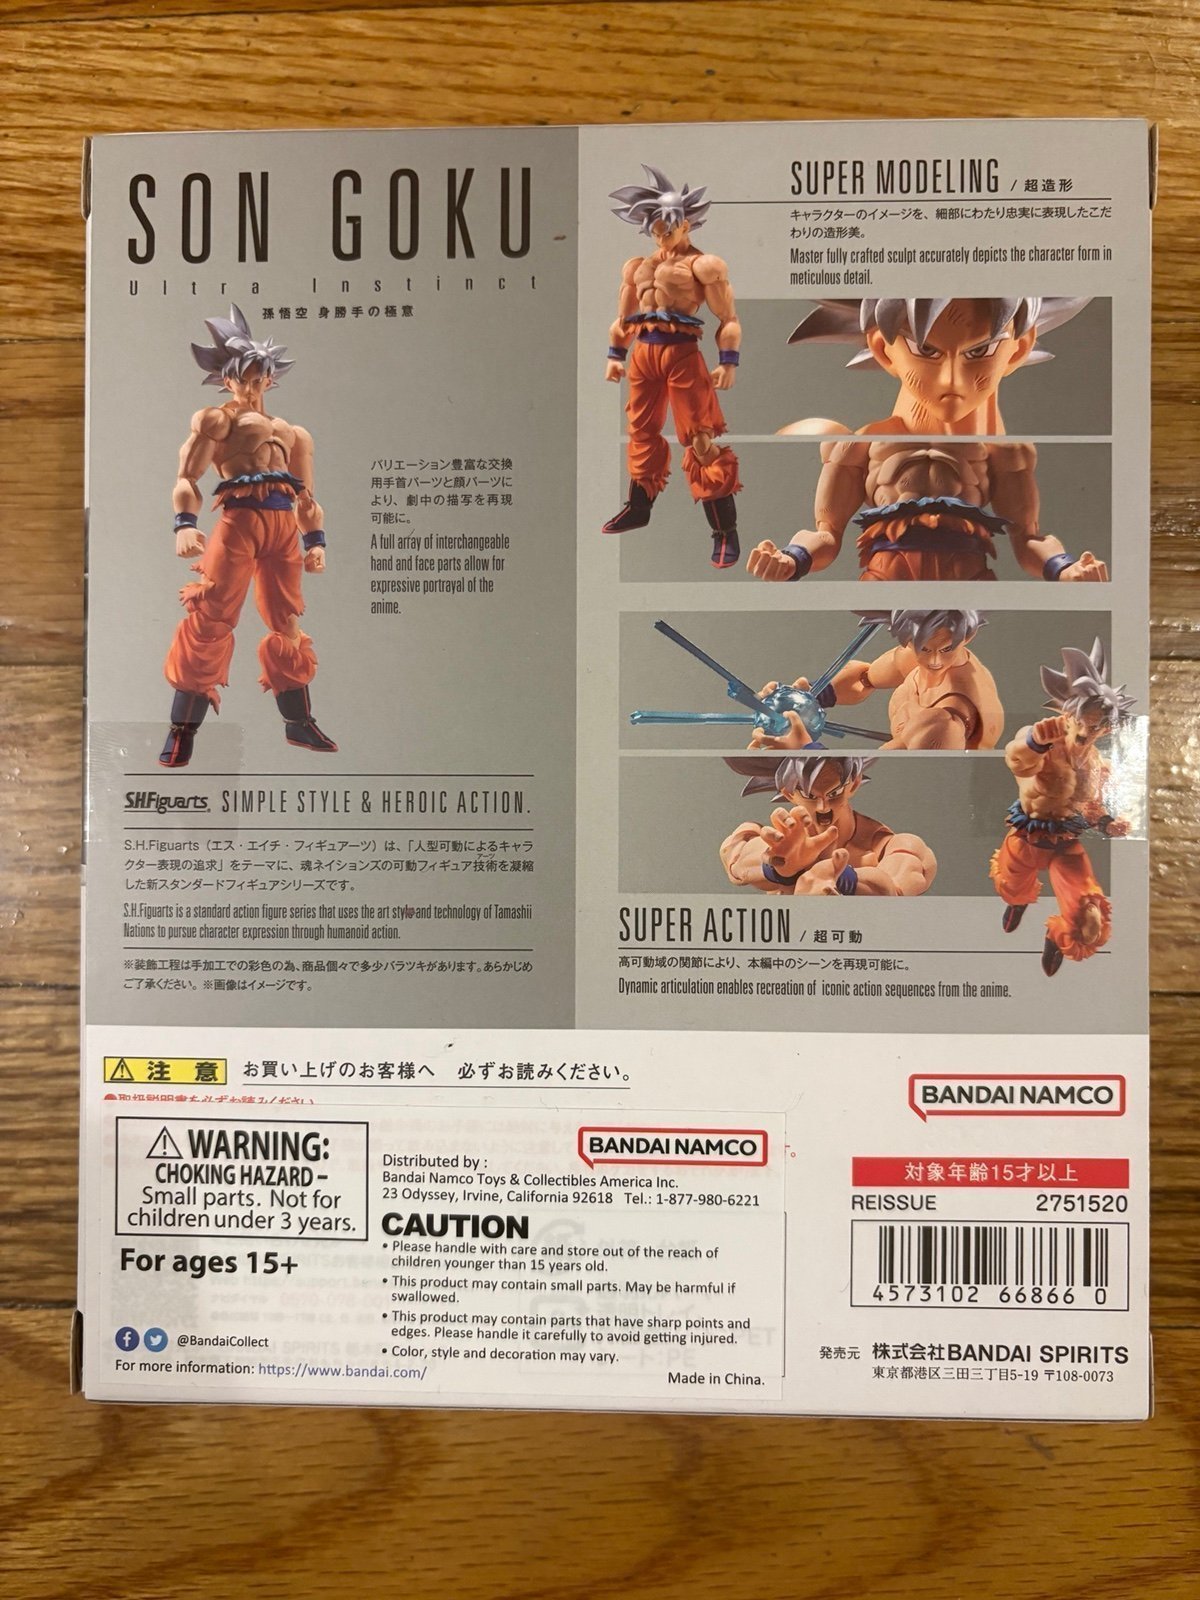 SON GOKU
Ultra Instinct
孫悟空 身勝手の極意
バリエーション豊富な交換
用手首パーツと顔パーツに
より、劇中の描写を再現
可能に。
A full array of interchangeable
hand and face parts allow for
expressive portrayal of the
anime.
S.H.Figuarts. SIMPLE STYLE & HEROIC ACTION.
S.H.Figuarts（エス・エイチ・フィギュアーツ）は、「人型可動によるキャラ
クター表現の追求」をテーマに、魂ネイションズの可動フィギュア技術を凝縮
アーツ
した新スタンダードフィギュアシリーズです。
S.H.Figuarts is a standard action figure series that uses the art style and technology of Tamashii
Nations to pursue character expression through humanoid action.
※装飾工程は手加工での彩色の為、商品個々で多少バラツキがあります。あらかじめ
ご了承ください。※画像はイメージです。
SUPER MODELING / 超造形
キャラクターのイメージを、細部にわたり忠実に表現したこだ
わりの造形美。
Master fully crafted sculpt accurately depicts the character form in
meticulous detail.
SUPER ACTION / 超可動
高可動域の関節により、本編中のシーンを再現可能に。
Dynamic articulation enables recreation of iconic action sequences from the anime.
⚠ 注意 お買い上げのお客様へ 必ずお読みください。
●取扱説明書を必ずお読みください
⚠ WARNING:
CHOKING HAZARD –
Small parts. Not for
children under 3 years.
For ages 15+
@BandaiCollect
For more information: https://www.bandai.com/
BANDAI NAMCO
Distributed by :
Bandai Namco Toys & Collectibles America Inc.
23 Odyssey, Irvine, California 92618 Tel.: 1-877-980-6221
CAUTION
• Please handle with care and store out of the reach of
children younger than 15 years old.
• This product may contain small parts. May be harmful if
swallowed.
• This product may contain parts that have sharp points and
edges. Please handle it carefully to avoid getting injured.
• Color, style and decoration may vary.
Made in China.
BANDAI NAMCO
対象年齢15才以上
REISSUE 2751520
4573102 66866 0
発売元 株式会社BANDAI SPIRITS
東京都港区三田三丁目5-19 〒108-0073